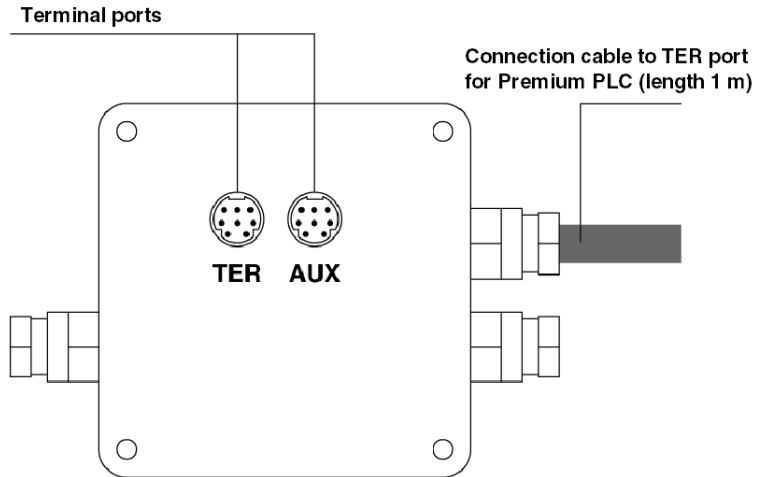 Terminal ports
Connection cable to TER port
for Premium PLC (length 1 m)
TER AUX